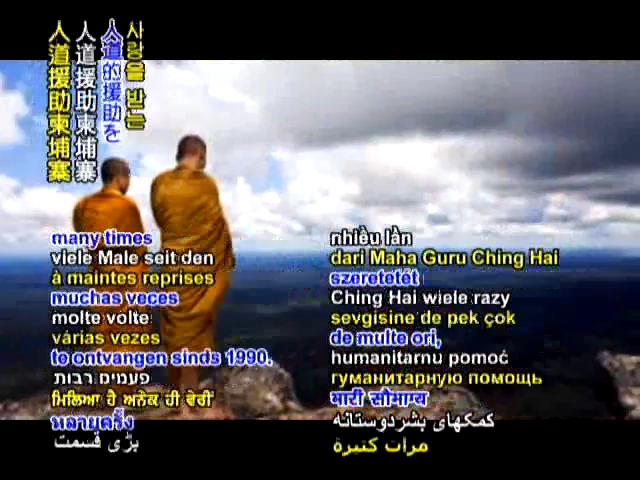 人道援助柬埔寨
人道援助柬埔寨
人道的援助を
사랑을 받는
many times
viele Male seit den
à maintes reprises
muchas veces
molte volte
várias vezes
te ontvangen sinds 1990.
פעמים רבות
ਮਿਲਿਆ ਹੈ ਅਨੇਕ ਹੀ ਵੇਰੀਂ
หลายครั้ง
بڑی قسمت
nhiều lần
dari Maha Guru Ching Hai
szeretetét
Ching Hai wiele razy
sevgisine de pek çok
de multe ori,
humanitarnu pomoć
гуманитарную помощь
भारी सौभाग्य
کمکهای بشردوستانه
مرات كثيرة